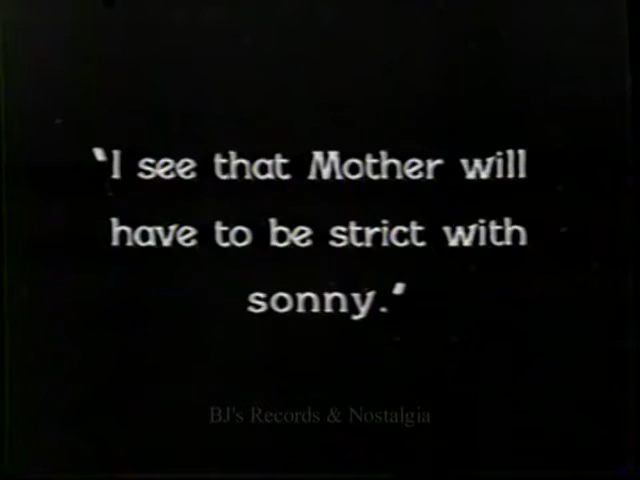 "I see that Mother will
have to be strict with
sonny."
BJ's Records & Nostalgia